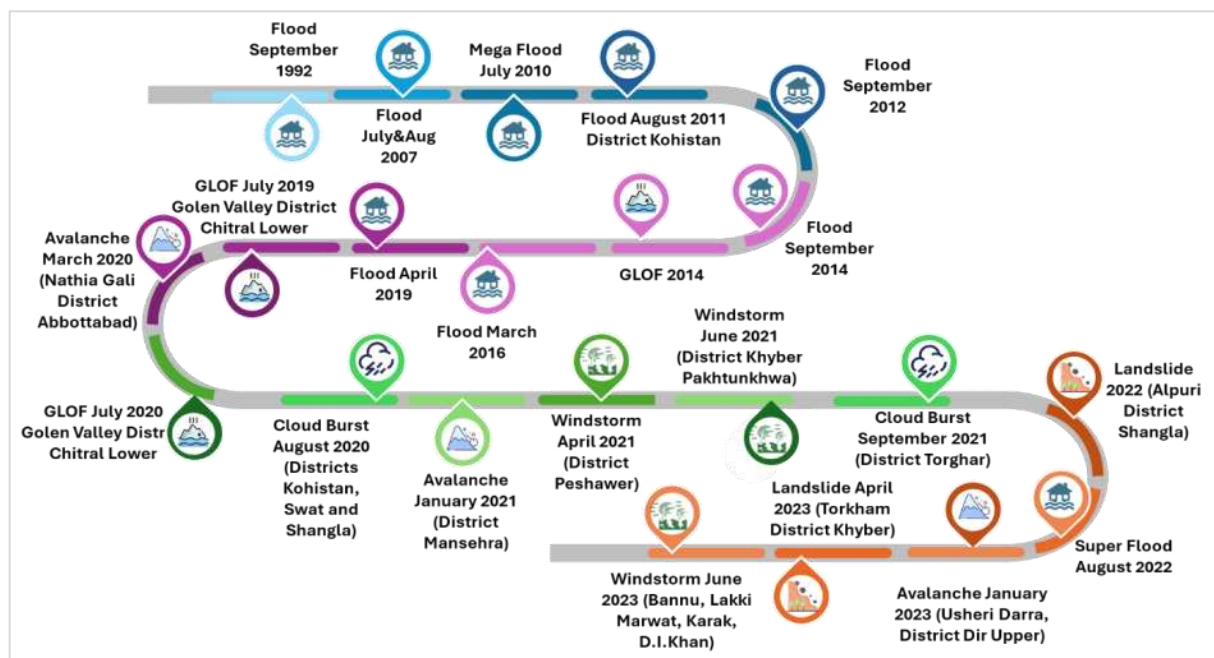 Flood
September
1992
Flood
July&Aug
2007
Mega Flood
July 2010
Flood August 2011
District Kohistan
Flood
September
2012
Flood
September
2014
GLOF 2014
Flood March
2016
Flood April
2019
GLOF July 2019
Golen Valley District
Chitral Lower
Avalanche
March 2020
(Nathia Gali
District
Abbottabad)
GLOF July 2020
Golen Valley Distr
Chitral Lower
Cloud Burst
August 2020
(Districts
Kohistan,
Swat and
Shangla)
Avalanche
January 2021
(District
Mansehra)
Windstorm
April 2021
(District
Peshawer)
Windstorm
June 2021
(District Khyber
Pakhtunkhwa)
Cloud Burst
September 2021
(District Torghar)
Landslide
2022 (Alpuri
District
Shangla)
Super Flood
August 2022
Avalanche January
2023 (Usheri Darra,
District Dir Upper)
Landslide April
2023 (Torkham
District Khyber)
Windstorm June
2023 (Bannu, Lakki
Marwat, Karak,
D.I.Khan)